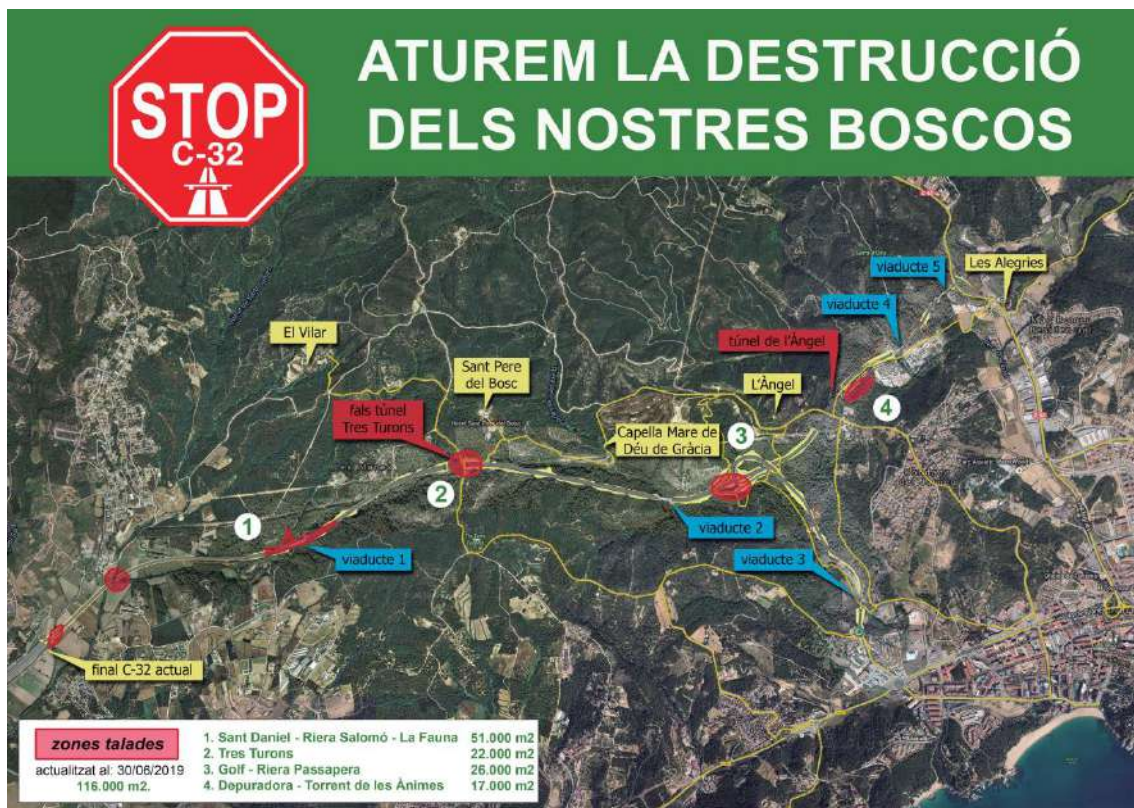 STOP
C-32
ATUREM LA DESTRUCCIÓ
DELS NOSTRES BOSCOS
viaducte 5
Les Alegries
viaducte 4
El Vilar
túnel de l'Àngel
Sant Pere
del Bosc
L'Àngel
fals túnel
Tres Turons
4
3
Capella Mare de
Déu de Gràcia
2
1
viaducte 2
viaducte 1
viaducte 3
final C-32 actual
zones talades
actualitzat al: 30/06/2019
116.000 m2.
1. Sant Daniel - Riera Salomó - La Fauna 51.000 m2
2. Tres Turons 22.000 m2
3. Golf - Riera Passapera 26.000 m2
4. Depuradora - Torrent de les Ànimes 17.000 m2